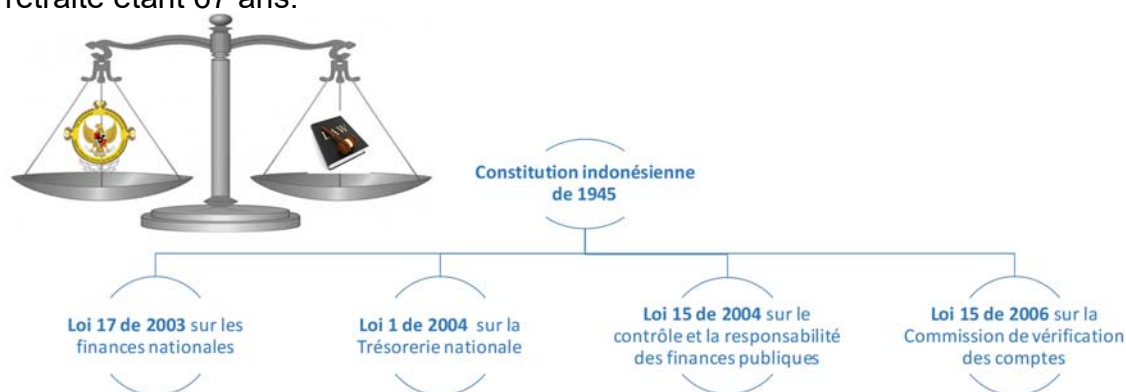 retraite étant 67 ans.
LAW
Constitution indonésienne
de 1945
Loi 17 de 2003 sur les
finances nationales
Loi 1 de 2004 sur la
Trésorerie nationale
Loi 15 de 2004 sur le
contrôle et la responsabilité
des finances publiques
Loi 15 de 2006 sur la
Commission de vérification
des comptes